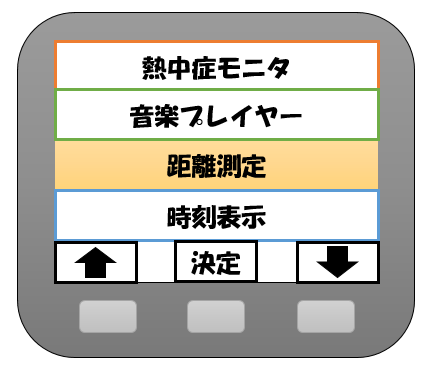 熱中症モニタ
音楽プレイヤー
距離測定
時刻表示
決定